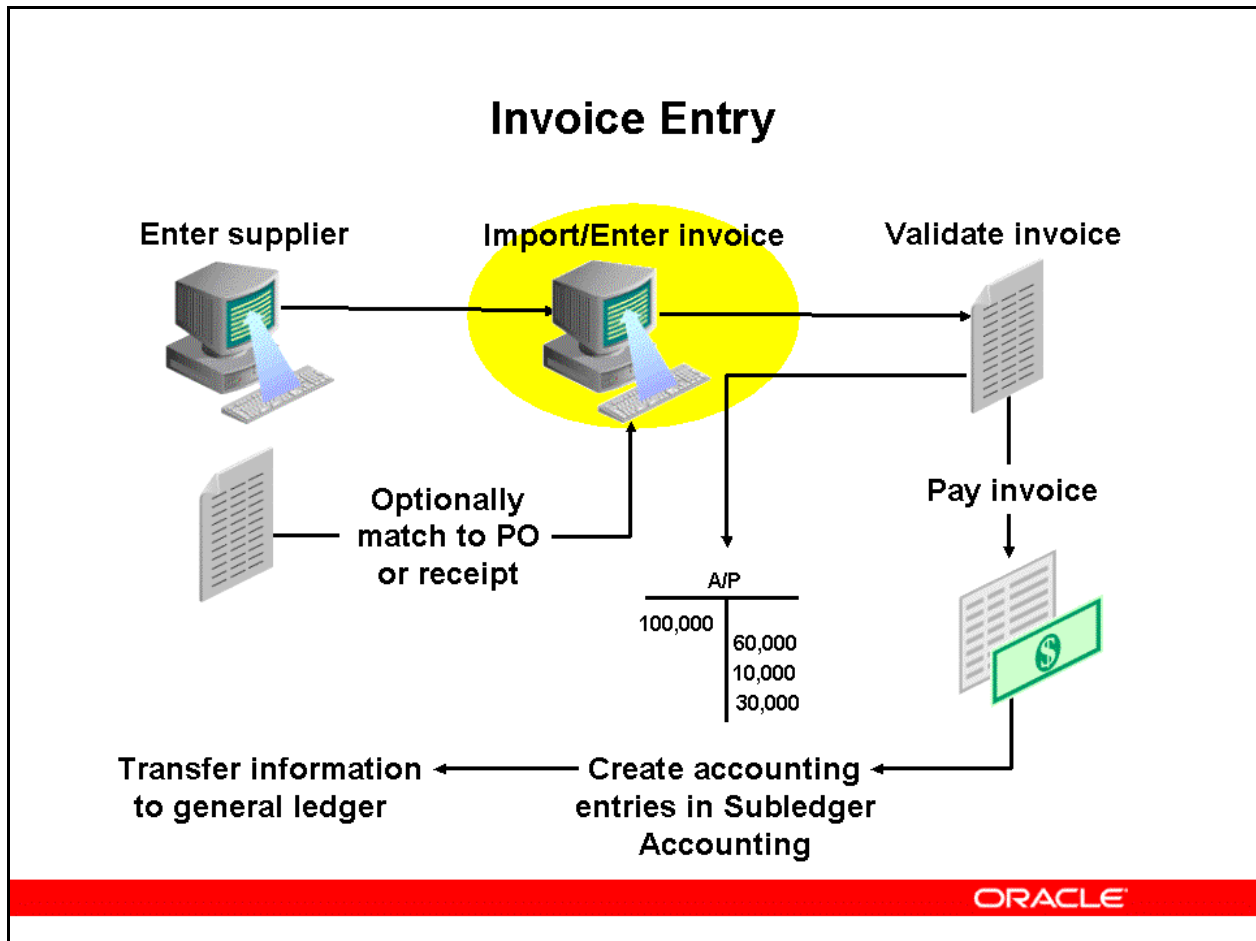 Invoice Entry
Enter supplier
Import/Enter invoice
Validate invoice
Optionally
match to PO
or receipt
Pay invoice
A/P
100,000
60,000
10,000
30,000
$
Transfer information
to general ledger
Create accounting
entries in Subledger
Accounting
ORACLE